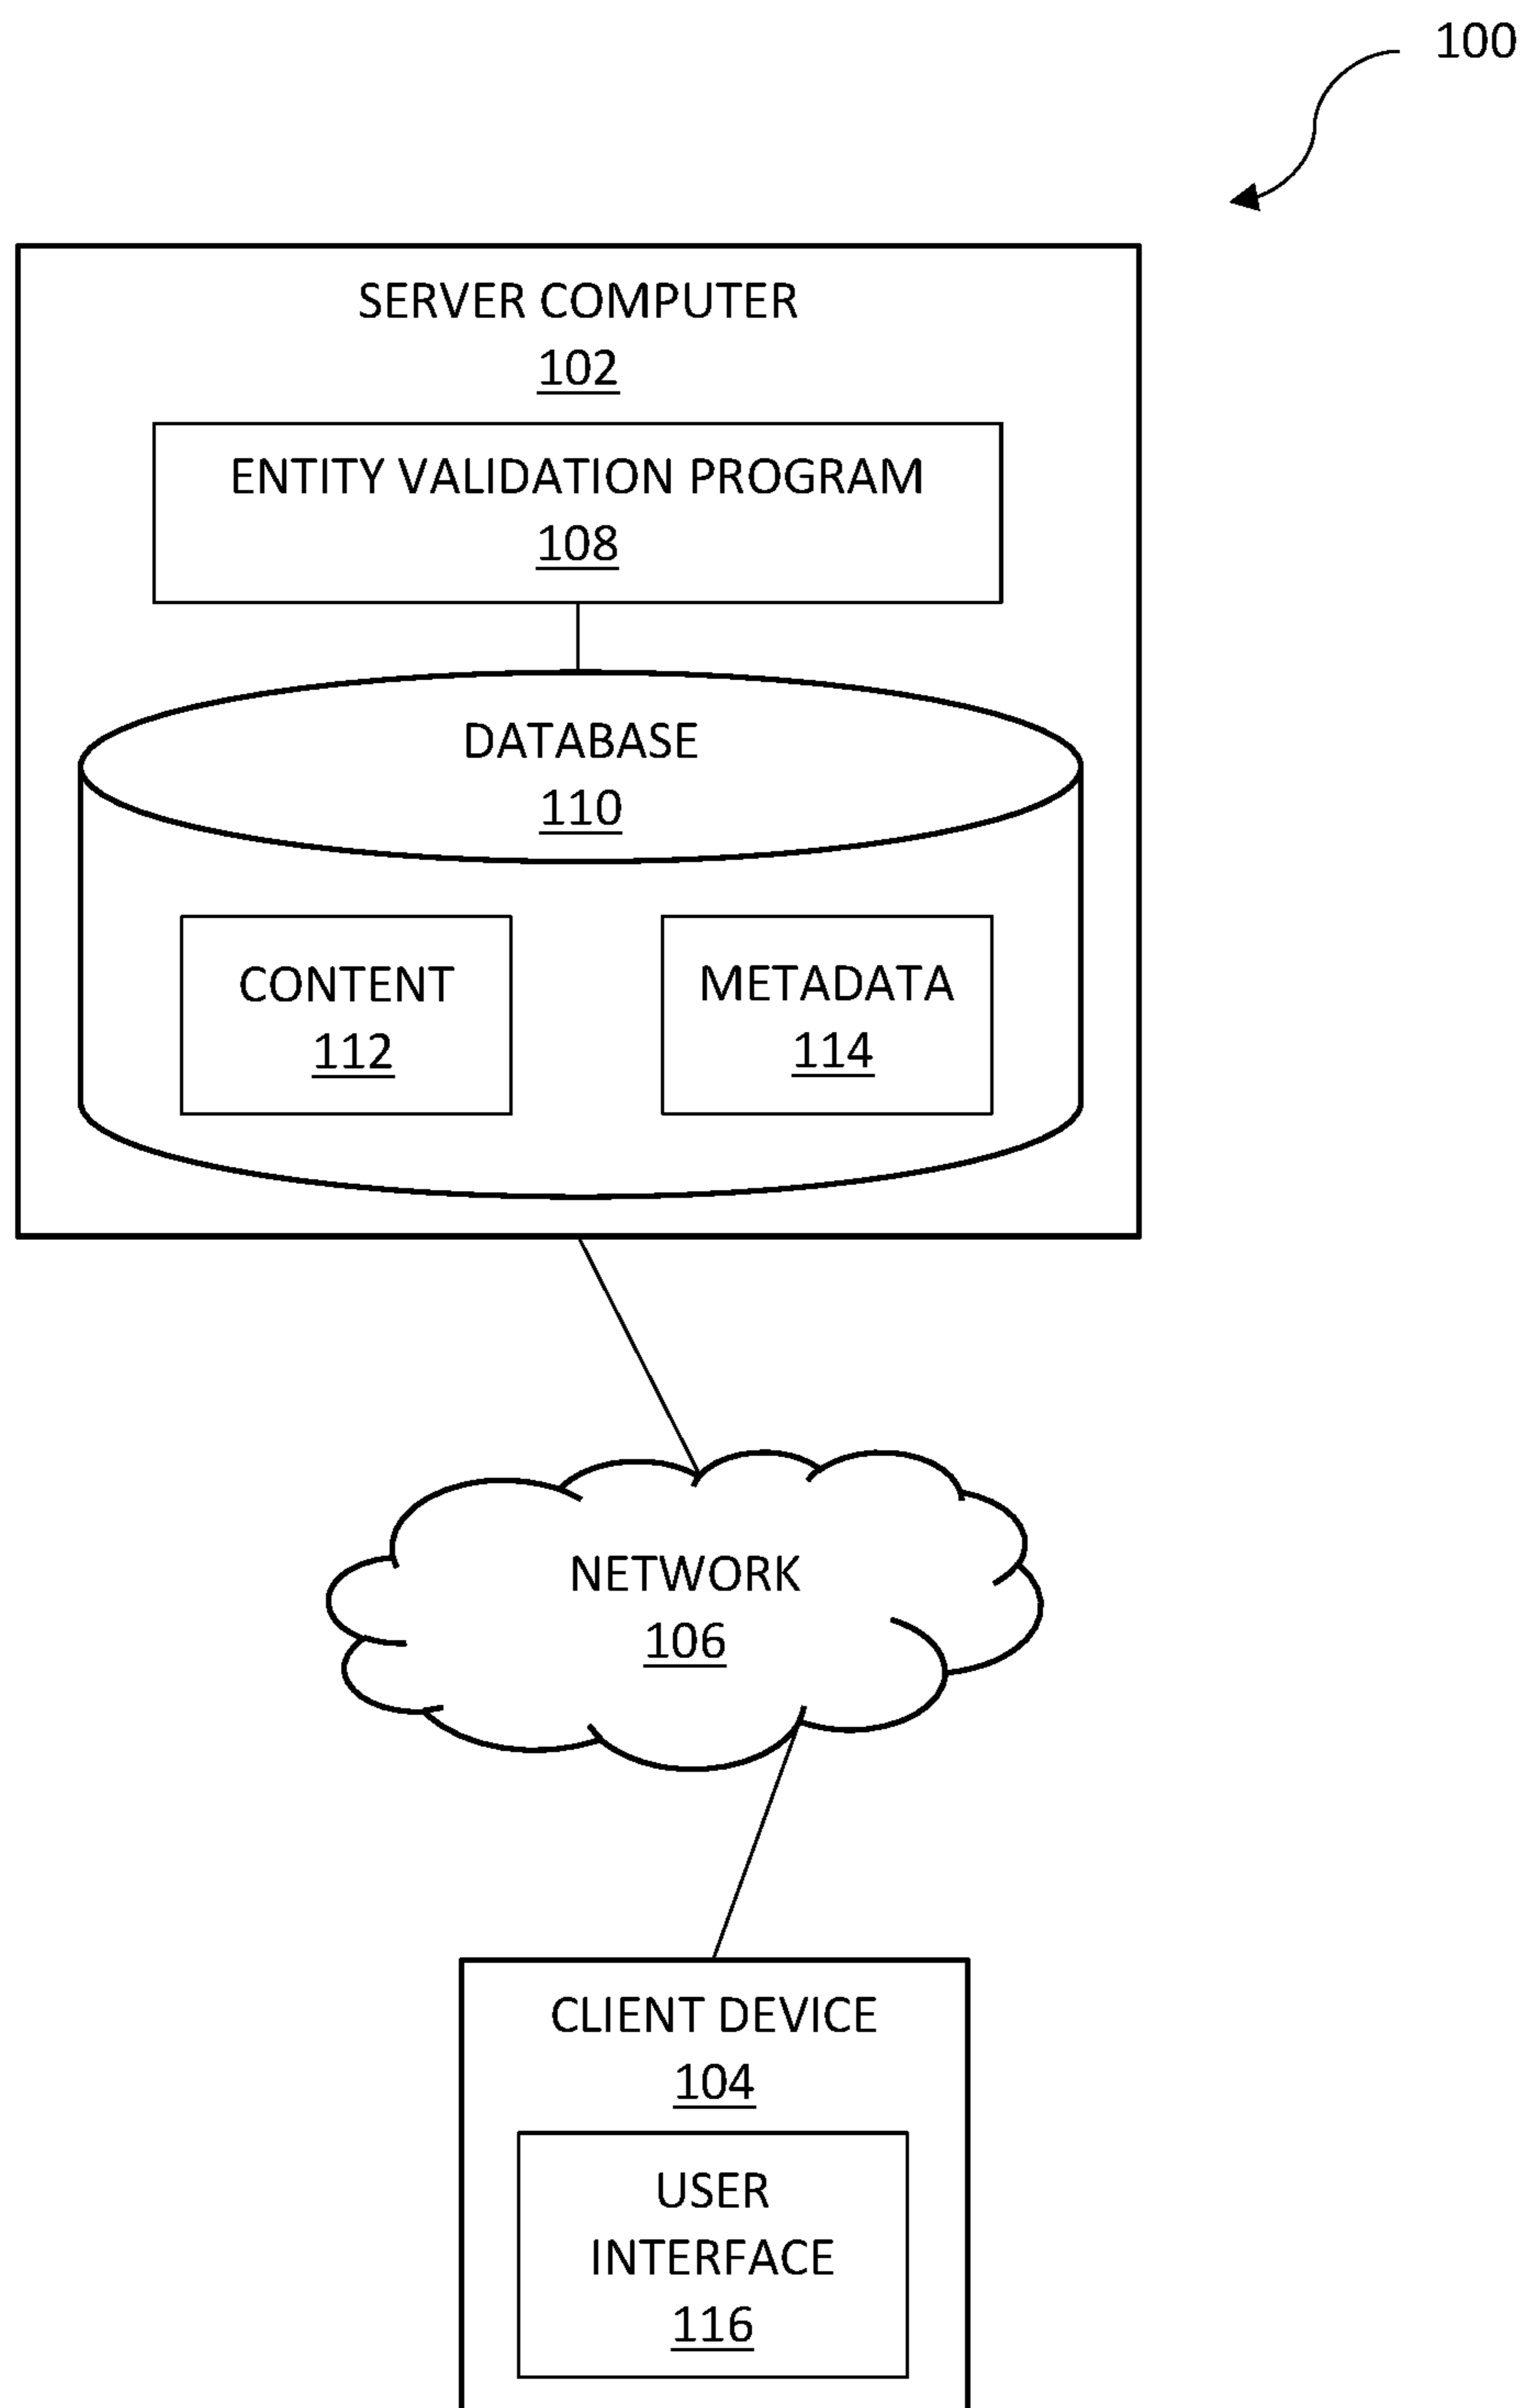 100
SERVER COMPUTER
102
ENTITY VALIDATION PROGRAM
108
DATABASE
110
CONTENT
112
METADATA
114
NETWORK
106
CLIENT DEVICE
104
USER
INTERFACE
116